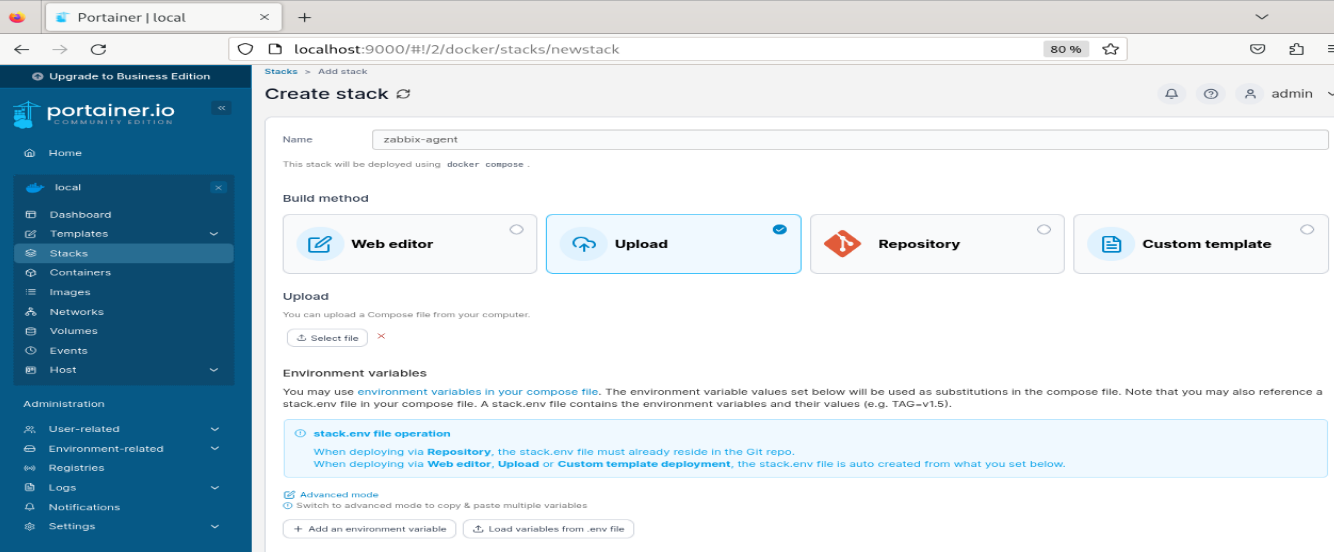 Portainer | local
localhost:9000/#!/2/docker/stacks/newstack
80 %
Upgrade to Business Edition
portainer.io
COMMUNITY EDITION
Home
local
Dashboard
Templates
Stacks
Containers
Images
Networks
Volumes
Events
Host
Administration
User-related
Environment-related
Registries
Logs
Notifications
Settings
Stacks > Add stack
Create stack
admin
Name
zabbix-agent
This stack will be deployed using docker compose .
Build method
Web editor
Upload
Repository
Custom template
Upload
You can upload a Compose file from your computer.
Select file
Environment variables
You may use environment variables in your compose file. The environment variable values set below will be used as substitutions in the compose file. Note that you may also reference a
stack.env file in your compose file. A stack.env file contains the environment variables and their values (e.g. TAG=v1.5).
stack.env file operation
When deploying via Repository, the stack.env file must already reside in the Git repo.
When deploying via Web editor, Upload or Custom template deployment, the stack.env file is auto created from what you set below.
Advanced mode
Switch to advanced mode to copy & paste multiple variables
+ Add an environment variable
Load variables from .env file